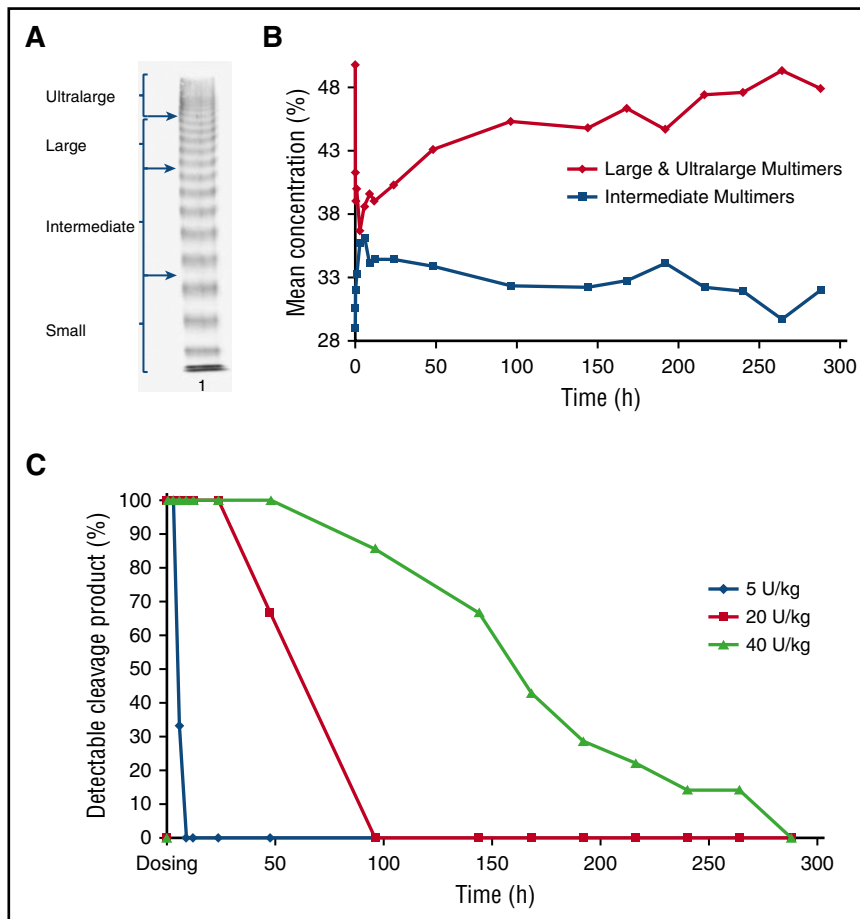 A
Ultralarge
Large
Intermediate
Small
1
B
Mean concentration (%)
48
43
38
33
28
Large & Ultralarge Multimers
Intermediate Multimers
0 50 100 150 200 250 300
Time (h)
C
Detectable cleavage product (%)
100
90
80
70
60
50
40
30
20
10
0
5 U/kg
20 U/kg
40 U/kg
Dosing 50 100 150 200 250 300
Time (h)